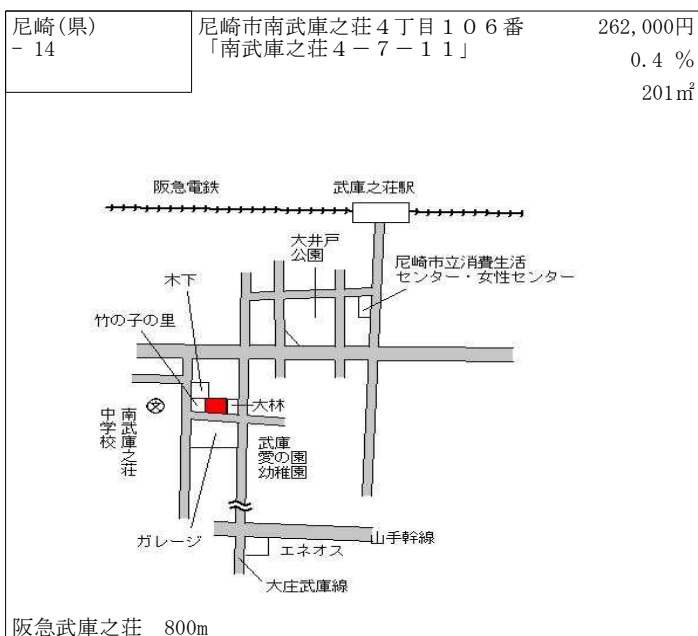 尼崎(県)
- 14
尼崎市南武庫之荘４丁目１０６番
「南武庫之荘４－７－１１」
262,000円
0.4 %
201㎡
阪急電鉄
武庫之荘駅
大井戸
公園
尼崎市立消費生活
センター・女性センター
木下
竹の子の里
大林
南武庫之荘
中学校
武庫
愛の園
幼稚園
ガレージ
エネオス
山手幹線
大庄武庫線
阪急武庫之荘　800m